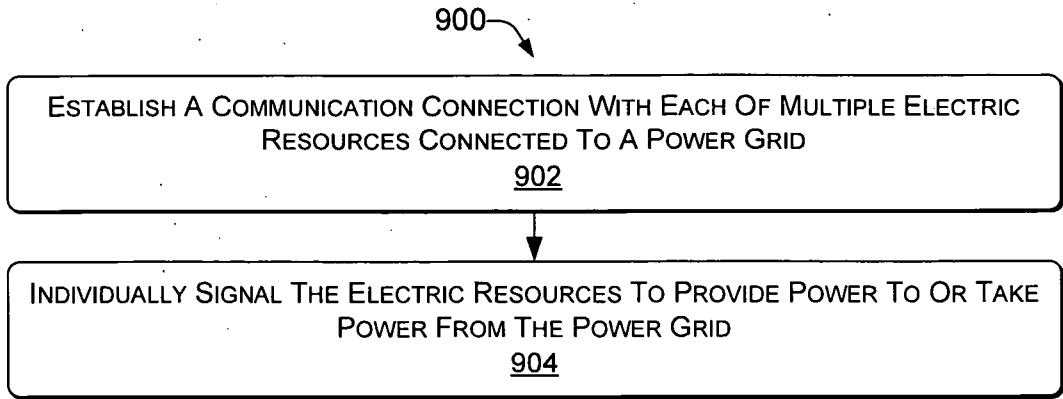 900
ESTABLISH A COMMUNICATION CONNECTION WITH EACH OF MULTIPLE ELECTRIC
RESOURCES CONNECTED TO A POWER GRID
902
INDIVIDUALLY SIGNAL THE ELECTRIC RESOURCES TO PROVIDE POWER TO OR TAKE
POWER FROM THE POWER GRID
904